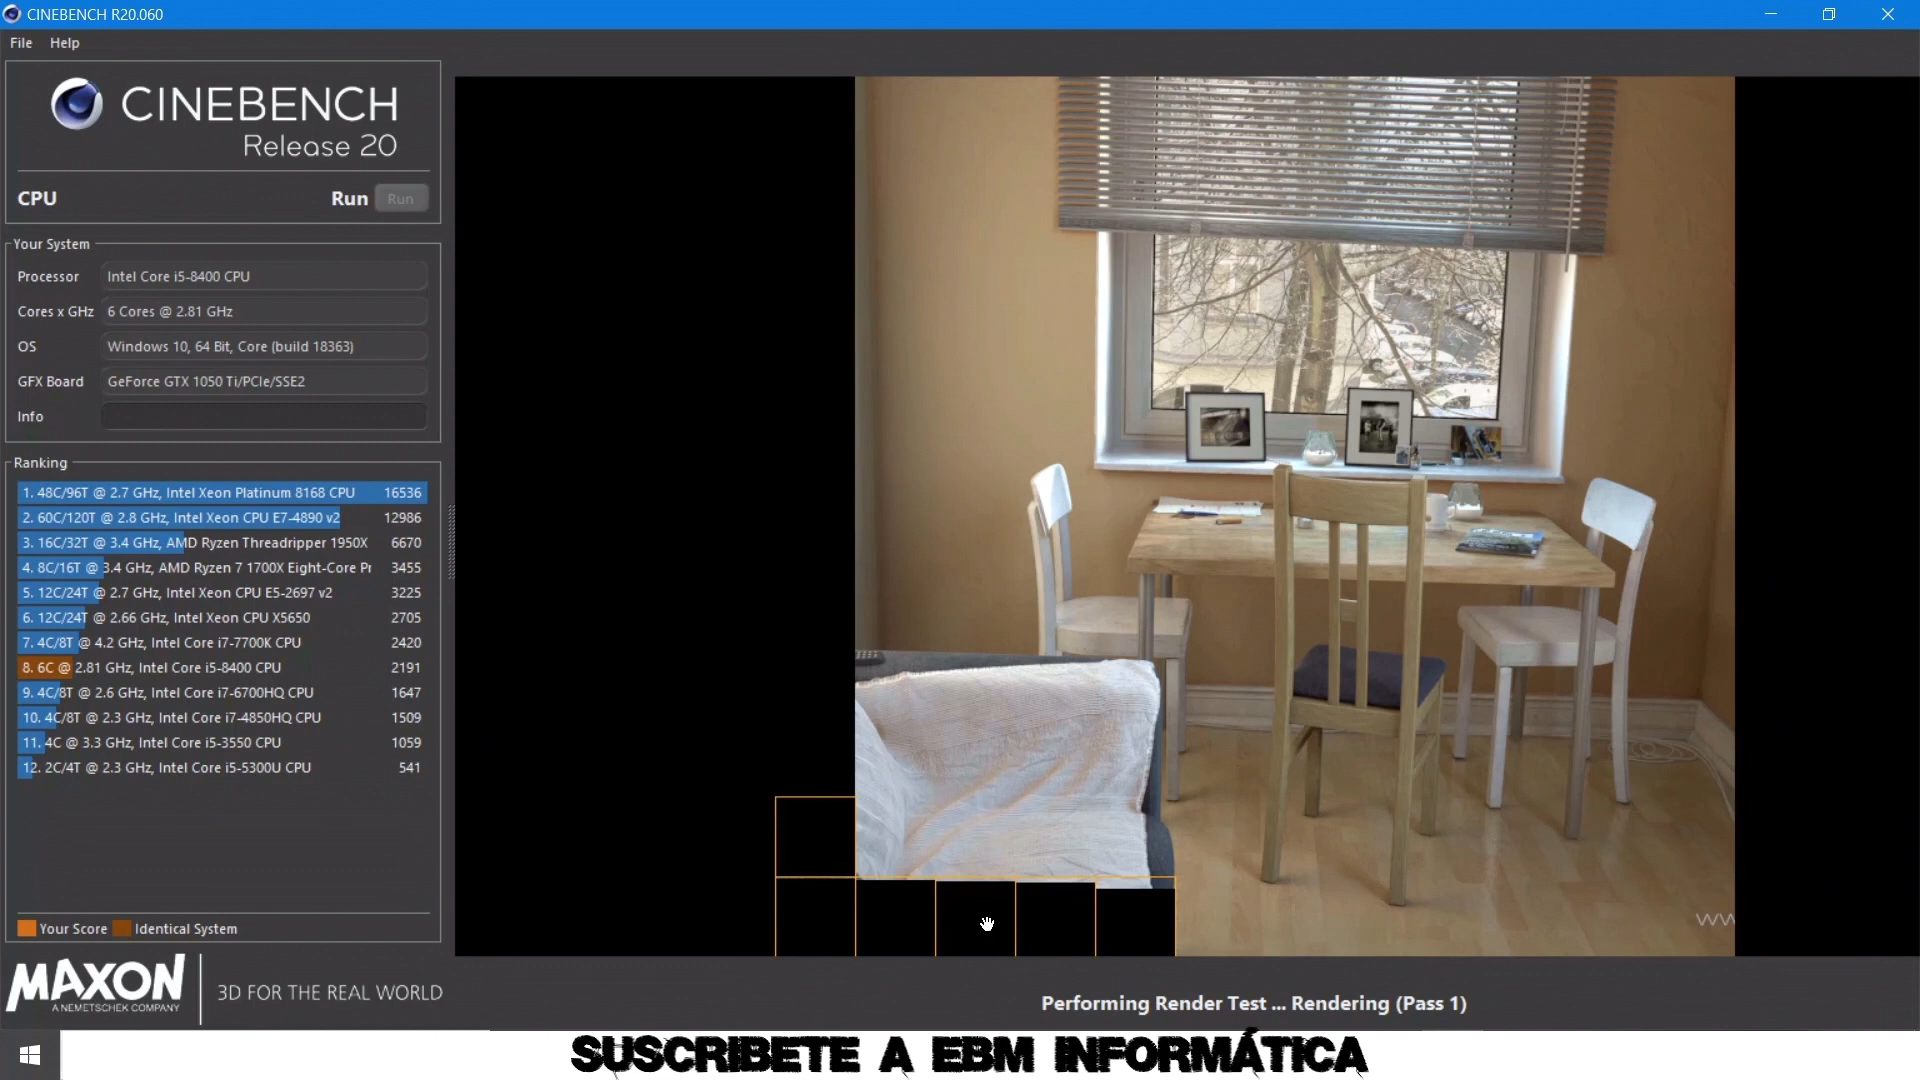 CINEBENCH R20.060
File Help
CINEBENCH
Release 20
CPU Run Run
Your System
Processor Intel Core i5-8400 CPU
Cores x GHz 6 Cores @ 2.81 GHz
OS Windows 10, 64 Bit, Core (build 18363)
GFX Board GeForce GTX 1050 Ti/PCIe/SSE2
Info
Ranking
1. 48C/96T @ 2.7 GHz, Intel Xeon Platinum 8168 CPU 16536
2. 60C/120T @ 2.8 GHz, Intel Xeon CPU E7-4890 v2 12986
3. 16C/32T @ 3.4 GHz, AMD Ryzen Threadripper 1950X 6670
4. 8C/16T @ 3.4 GHz, AMD Ryzen 7 1700X Eight-Core Pr 3455
5. 12C/24T @ 2.7 GHz, Intel Xeon CPU E5-2697 v2 3225
6. 12C/24T @ 2.66 GHz, Intel Xeon CPU X5650 2705
7. 4C/8T @ 4.2 GHz, Intel Core i7-7700K CPU 2420
8. 6C @ 2.81 GHz, Intel Core i5-8400 CPU 2191
9. 4C/8T @ 2.6 GHz, Intel Core i7-6700HQ CPU 1647
10. 4C/8T @ 2.3 GHz, Intel Core i7-4850HQ CPU 1509
11. 4C @ 3.3 GHz, Intel Core i5-3550 CPU 1059
12. 2C/4T @ 2.3 GHz, Intel Core i5-5300U CPU 541
Your Score Identical System
MAXON
A NEMETSCHEK COMPANY
3D FOR THE REAL WORLD
Performing Render Test ... Rendering (Pass 1)
SUSCRIBETE A EBM INFORMÁTICA